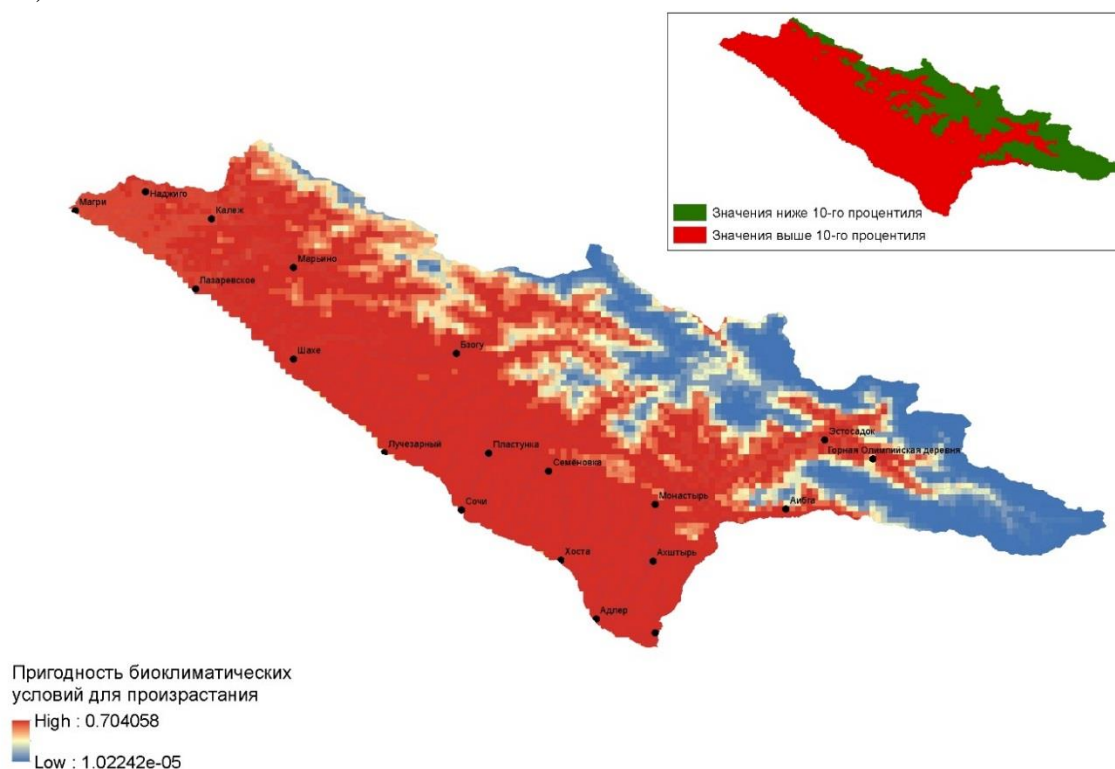 )
Значения ниже 10-го процентиля
Значения выше 10-го процентиля
Наджиго
Магри
Калеж
Марьино
Лазаревское
Бзогу
Шахе
Эстосадок
Лучезарный
Пластунка
Горная Олимпийская деревня
Семёновка
Монастырь
Аибга
Сочи
Хоста
Ахштырь
Адлер
Пригодность биоклиматических
условий для произрастания
High : 0.704058
Low : 1.02242e-05